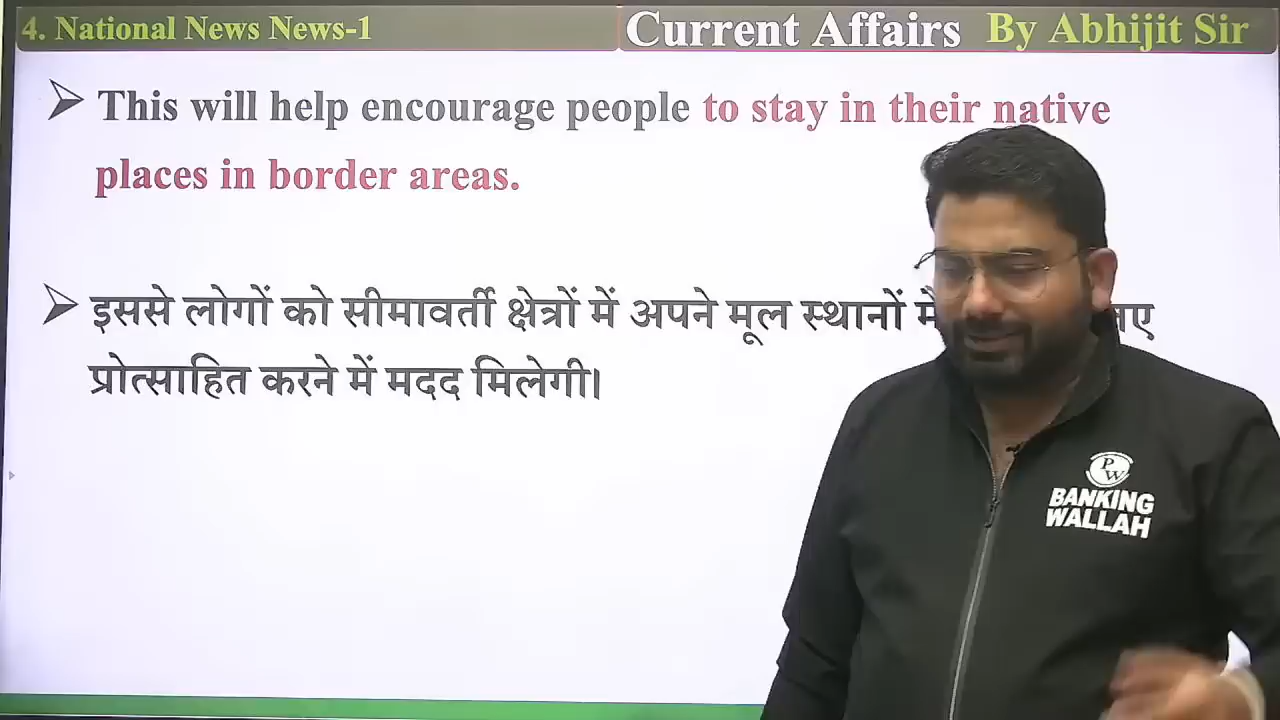 4. National News News-1
Current Affairs By Abhijit Sir
This will help encourage people to stay in their native
places in border areas.
इससे लोगों को सीमावर्ती क्षेत्रों में अपने मूल स्थानों में
प्रोत्साहित करने में मदद मिलेगी।
PW
BANKING
WALLAH